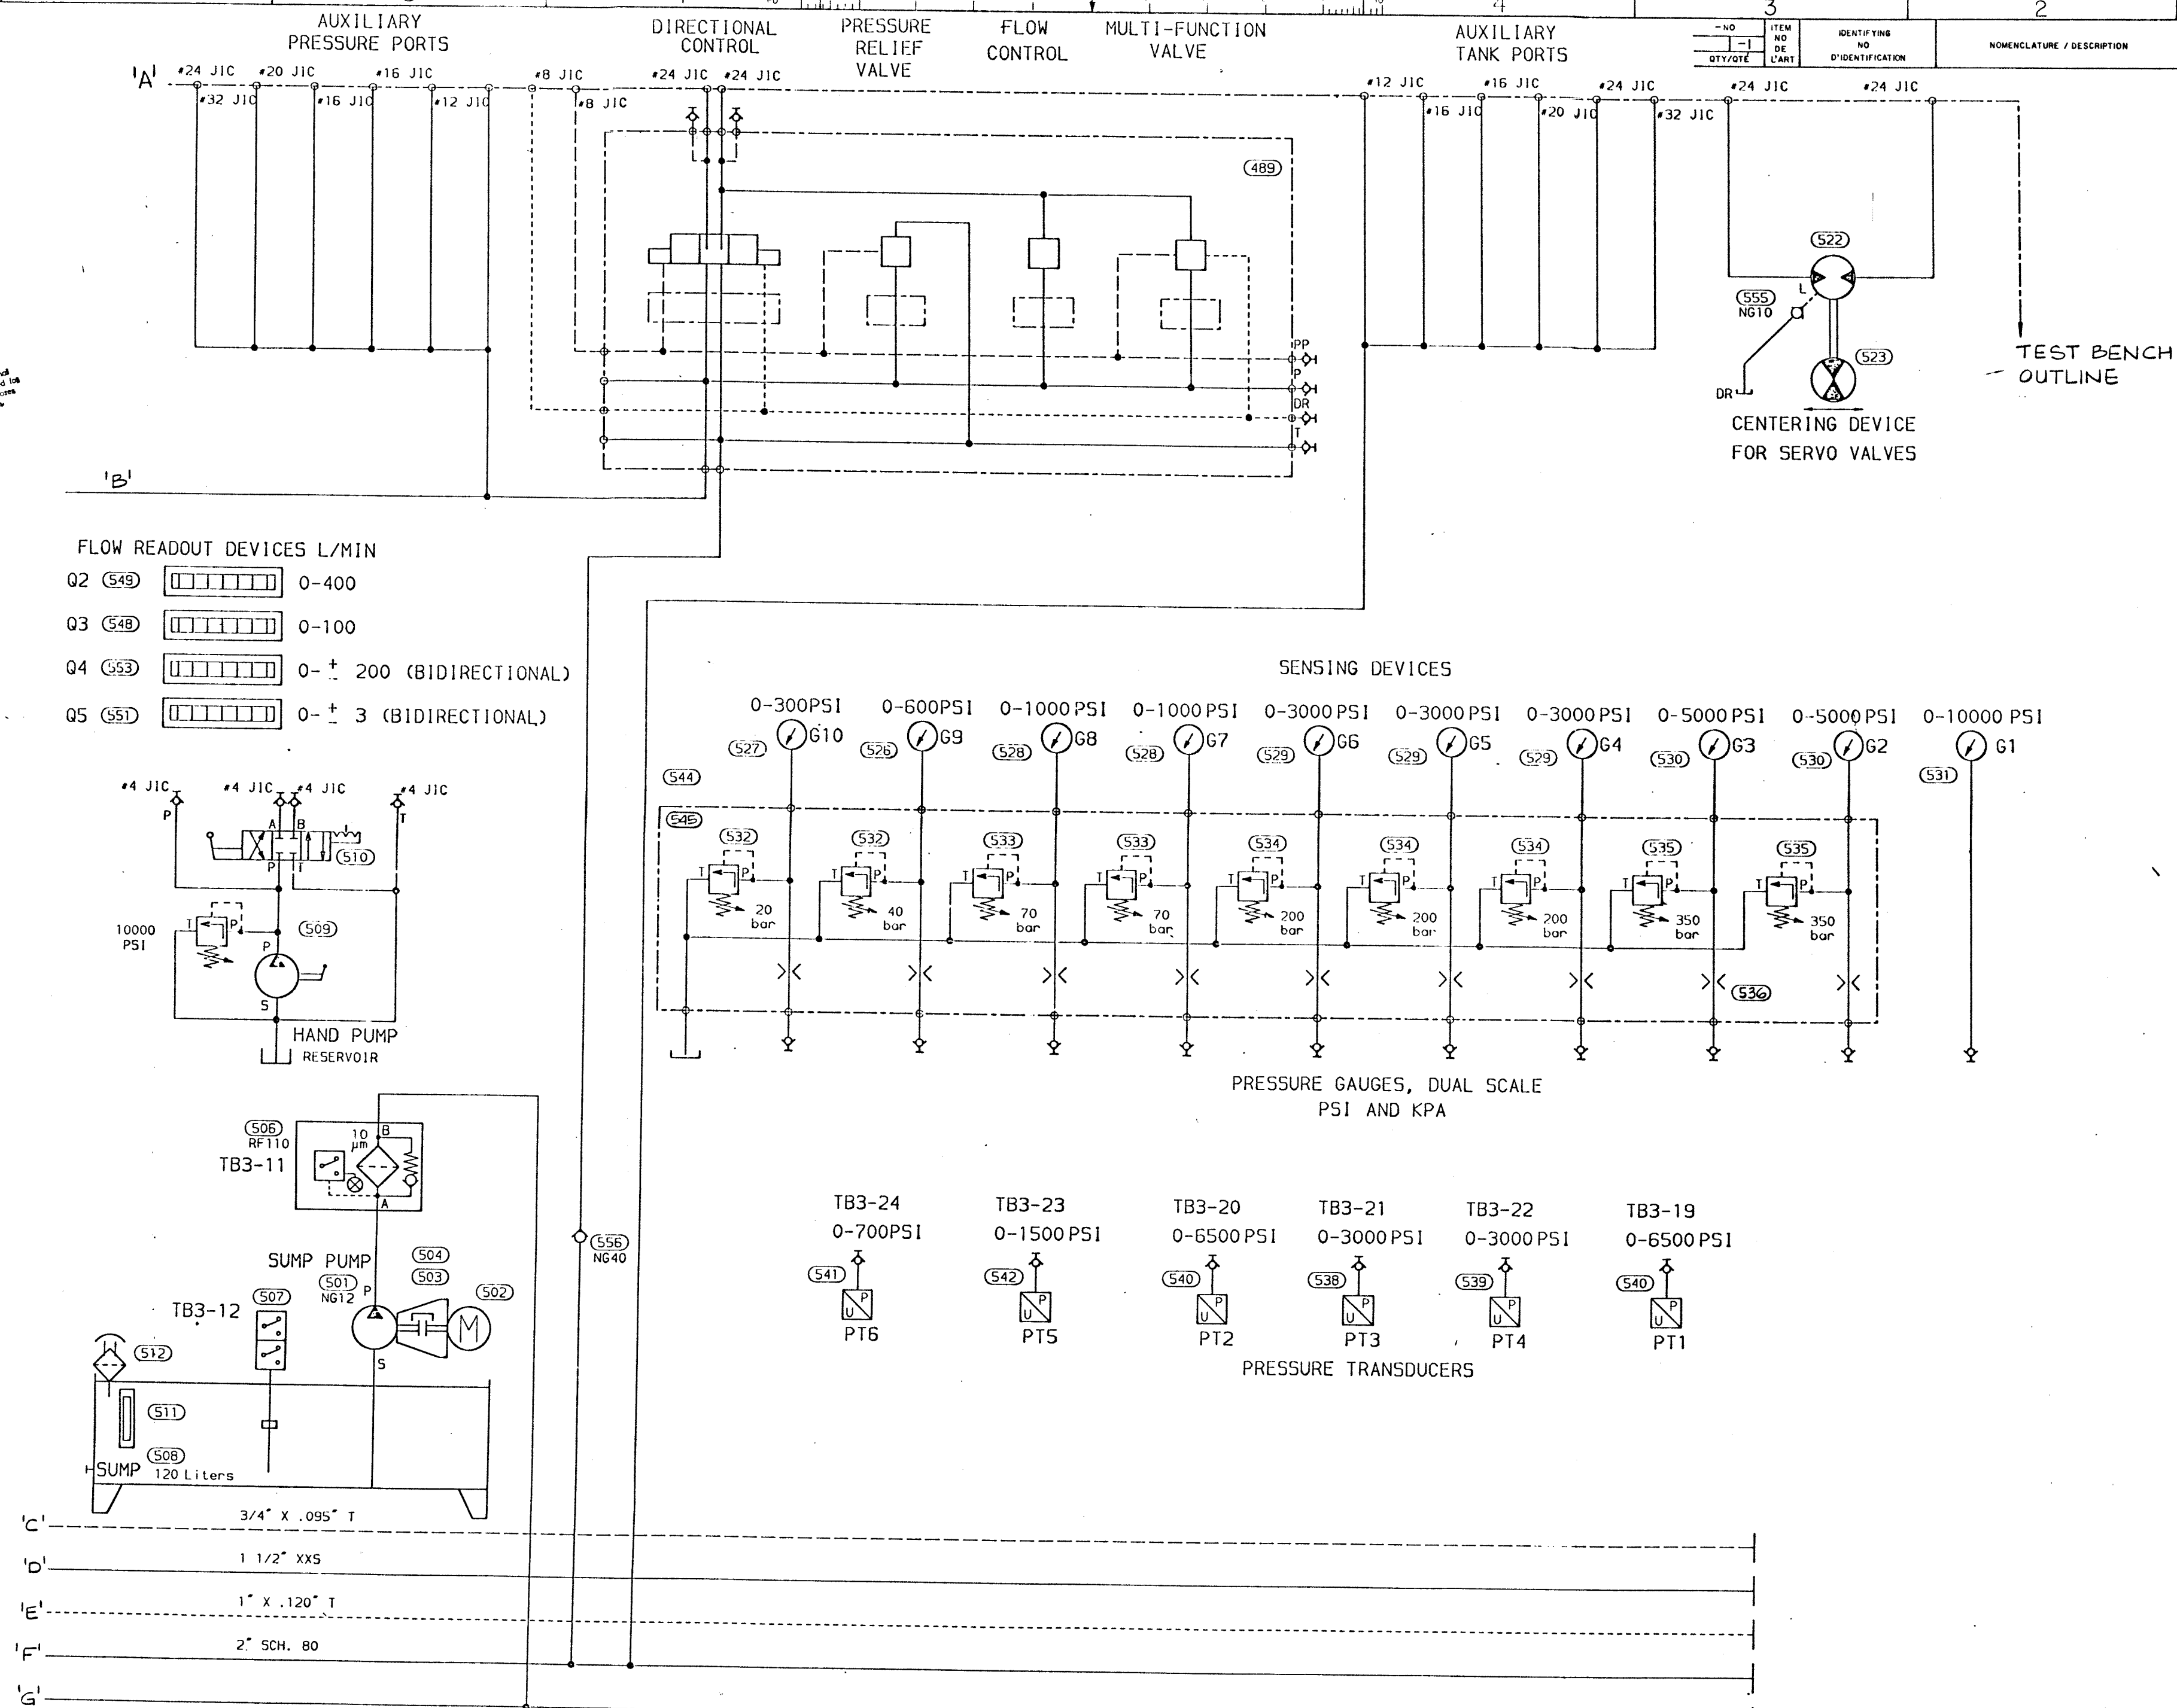 4
3
2
AUXILIARY
PRESSURE PORTS
DIRECTIONAL
CONTROL
PRESSURE
RELIEF
VALVE
FLOW
CONTROL
MULTI-FUNCTION
VALVE
AUXILIARY
TANK PORTS
-NO
-1
QTY/QTÉ
ITEM
NO
DE
L'ART
IDENTIFYING
NO
D'IDENTIFICATION
NOMENCLATURE / DESCRIPTION
'A'
#24 JIC #20 JIC #16 JIC #8 JIC #24 JIC #24 JIC #12 JIC #16 JIC #24 JIC #24 JIC #24 JIC
#32 JIC #16 JIC #12 JIC #8 JIC #16 JIC #20 JIC #32 JIC
489
522
L
555
NG10
523
DR
PP
P
DR
T
TEST BENCH
OUTLINE
CENTERING DEVICE
FOR SERVO VALVES
'B'
FLOW READOUT DEVICES L/MIN
Q2 549 0-400
Q3 548 0-100
Q4 553 0- ± 200 (BIDIRECTIONAL)
Q5 551 0- ± 3 (BIDIRECTIONAL)
SENSING DEVICES
0-300PSI 0-600PSI 0-1000 PSI 0-1000 PSI 0-3000 PSI 0-3000 PSI 0-3000 PSI 0-5000 PSI 0-5000 PSI 0-10000 PSI
527 G10 526 G9 528 G8 528 G7 529 G6 529 G5 529 G4 530 G3 530 G2 531 G1
544
545
532 532 533 533 534 534 534 535 535
T P T P T P T P T P T P T P T P T P
20 bar 40 bar 70 bar 70 bar 200 bar 200 bar 200 bar 350 bar 350 bar
536
PRESSURE GAUGES, DUAL SCALE
PSI AND KPA
#4 JIC #4 JIC #4 JIC #4 JIC
P A B T
P T
510
10000
PSI
T P
509
P
S
HAND PUMP
RESERVOIR
506
RF110
TB3-11
10
µm
B
A
SUMP PUMP
501
NG12
P
504
503
502
M
S
507
TB3-12
512
511
508
SUMP 120 Liters
556
NG40
TB3-24 TB3-23 TB3-20 TB3-21 TB3-22 TB3-19
0-700PSI 0-1500 PSI 0-6500 PSI 0-3000 PSI 0-3000 PSI 0-6500 PSI
541 542 540 538 539 540
P U P U P U P U P U P U
PT6 PT5 PT2 PT3 PT4 PT1
PRESSURE TRANSDUCERS
'C' 3/4" X .095" T
'D' 1 1/2" XXS
'E' 1" X .120" T
'F' 2" SCH. 80
'G'